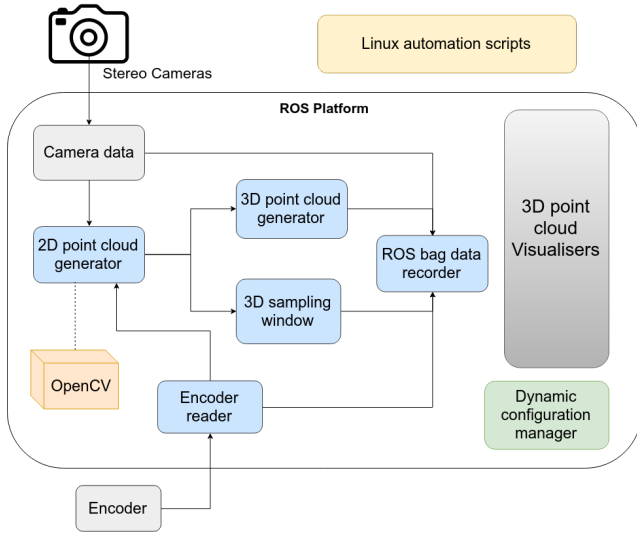 Linux automation scripts
Stereo Cameras
ROS Platform
Camera data
3D point cloud
generator
2D point cloud
generator
ROS bag data
recorder
3D point
cloud
Visualisers
3D sampling
window
OpenCV
Encoder
reader
Dynamic
configuration
manager
Encoder